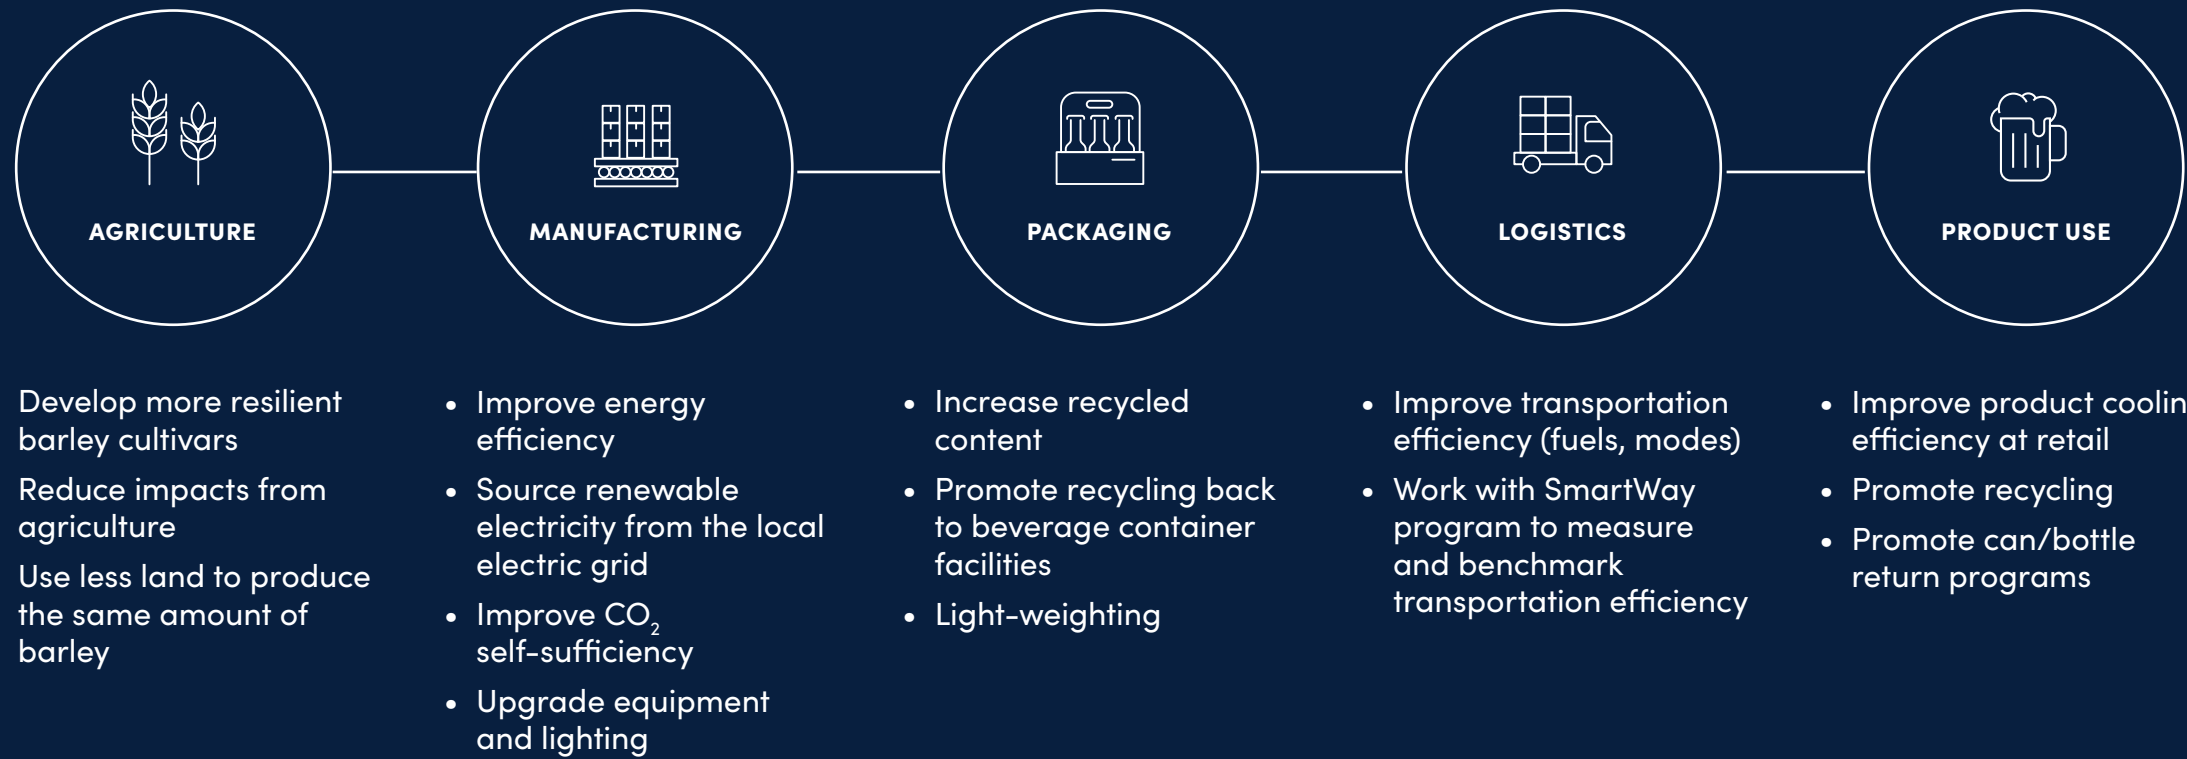 AGRICULTURE
MANUFACTURING
PACKAGING
LOGISTICS
PRODUCT USE
Develop more resilient
barley cultivars
Reduce impacts from
agriculture
Use less land to produce
the same amount of
barley
• Improve energy
efficiency
• Source renewable
electricity from the local
electric grid
• Improve CO₂
self-sufficiency
• Upgrade equipment
and lighting
• Increase recycled
content
• Promote recycling back
to beverage container
facilities
• Light-weighting
• Improve transportation
efficiency (fuels, modes)
• Work with SmartWay
program to measure
and benchmark
transportation efficiency
• Improve product coolin
efficiency at retail
• Promote recycling
• Promote can/bottle
return programs